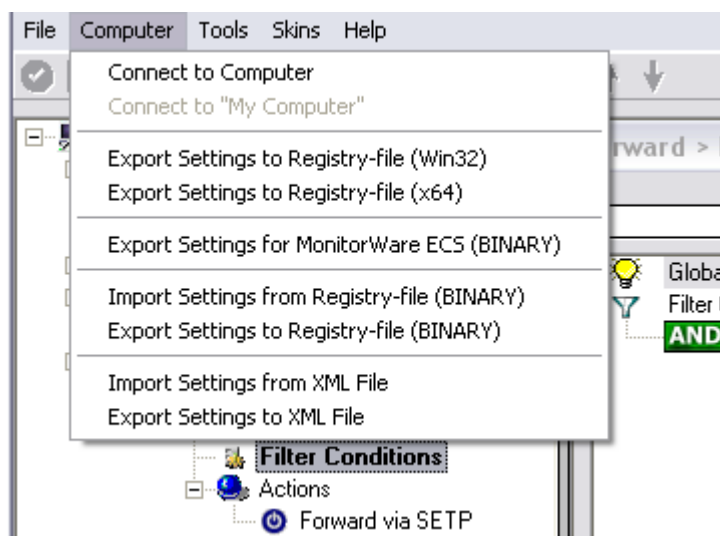 File Computer Tools Skins Help
Connect to Computer
Connect to "My Computer"
Export Settings to Registry-file (Win32)
Export Settings to Registry-file (x64)
Export Settings for MonitorWare ECS (BINARY)
Import Settings from Registry-file (BINARY)
Export Settings to Registry-file (BINARY)
Import Settings from XML File
Export Settings to XML File
Filter Conditions
Actions
Forward via SETP
rward >
Globa
Filter
AND